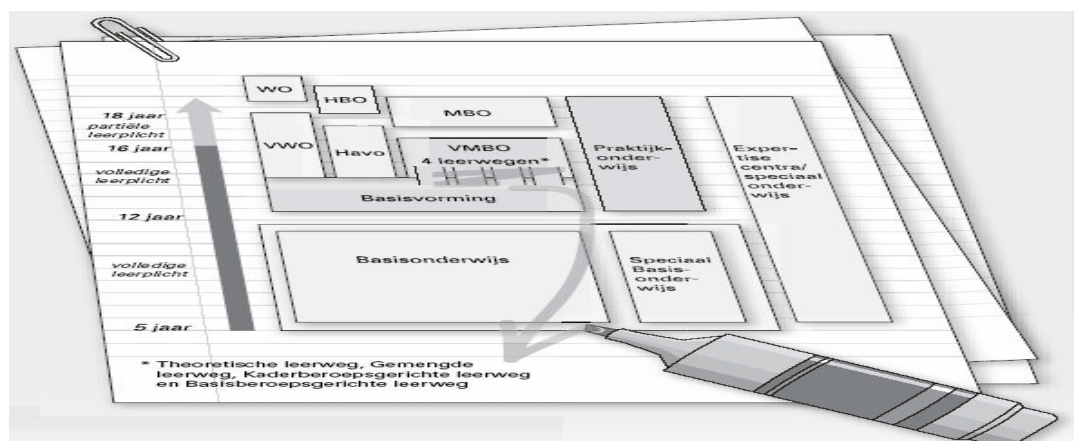 WO
HBO
MBO
18 jaar
partiële
leerplicht
16 jaar
volledige
leerplicht
12 jaar
volledige
leerplicht
5 jaar
VWO
Havo
VMBO
4 leerwegen*
Basisvorming
Praktijk-
onder-
wijs
Exper-
tise
centra/
speciaal
onder-
wijs
Basisonderwijs
Speciaal
Basis-
onder-
wijs
* Theoretische leerweg, Gemengde
leerweg, Kaderberoepsgerichte leerweg
en Basisberoepsgerichte leerweg